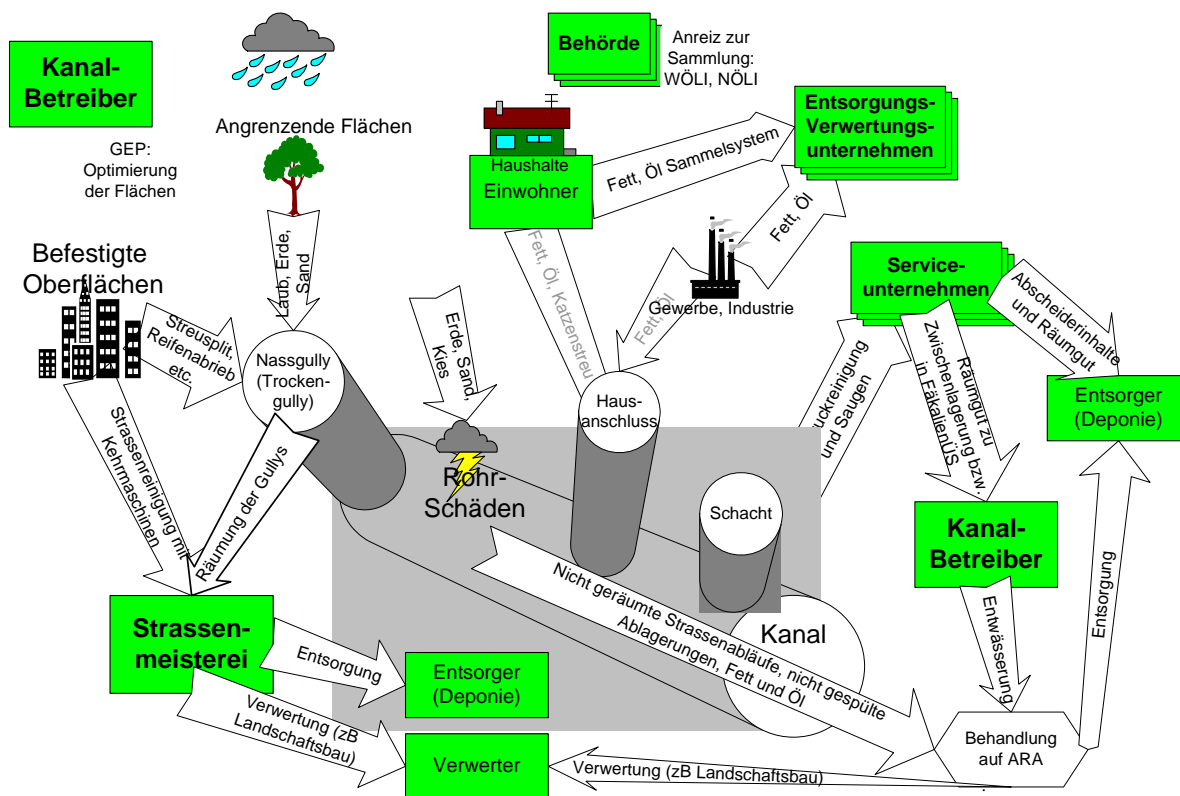 Kanal-
Betreiber
GEP:
Optimierung
der Flächen
Angrenzende Flächen
Behörde
Anreiz zur
Sammlung:
WÖLI, NÖLI
Haushalte
Einwohner
Fett, Öl Sammelsystem
Entsorgungs-
Verwertungs-
unternehmen
Fett, Öl
Gewerbe, Industrie
Fett, Öl
Fett, Öl, Katzenstreu
Laub, Erde,
Sand
Befestigte
Oberflächen
Streusplit,
Reifenabrieb
etc.
Nassgully
(Trocken-
gully)
Erde, Sand,
Kies
Rohr-
Schäden
Haus-
anschluss
Schacht
Kanal
Service-
unternehmen
Abscheiderinhalte
und Räumgut
Entsorger
(Deponie)
und Saugen
Räumgut zu
Zwischenlagerung bzw.
in FäkalienÜS
Kanal-
Betreiber
Entwässerung
Entsorgung
Behandlung
auf ARA
Nicht geräumte Strassenabläufe, nicht gespülte
Ablagerungen, Fett und Öl
Strassenreinigung mit
Kehrmaschinen
Räumung der Gullys
Strassen-
meisterei
Entsorgung
Entsorger
(Deponie)
Verwertung (zB
Landschaftsbau)
Verwerter
Verwertung (zB Landschaftsbau)